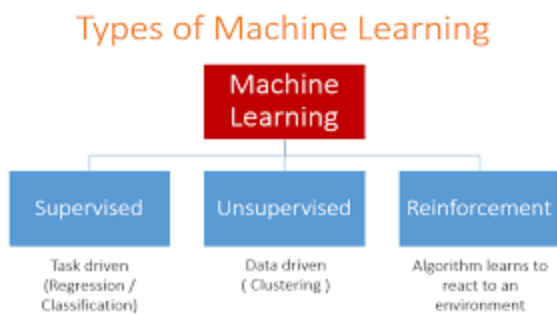 Types of Machine Learning
Machine
Learning
Supervised
Unsupervised
Reinforcement
Task driven
(Regression /
Classification)
Data driven
( Clustering )
Algorithm learns to
react to an
environment